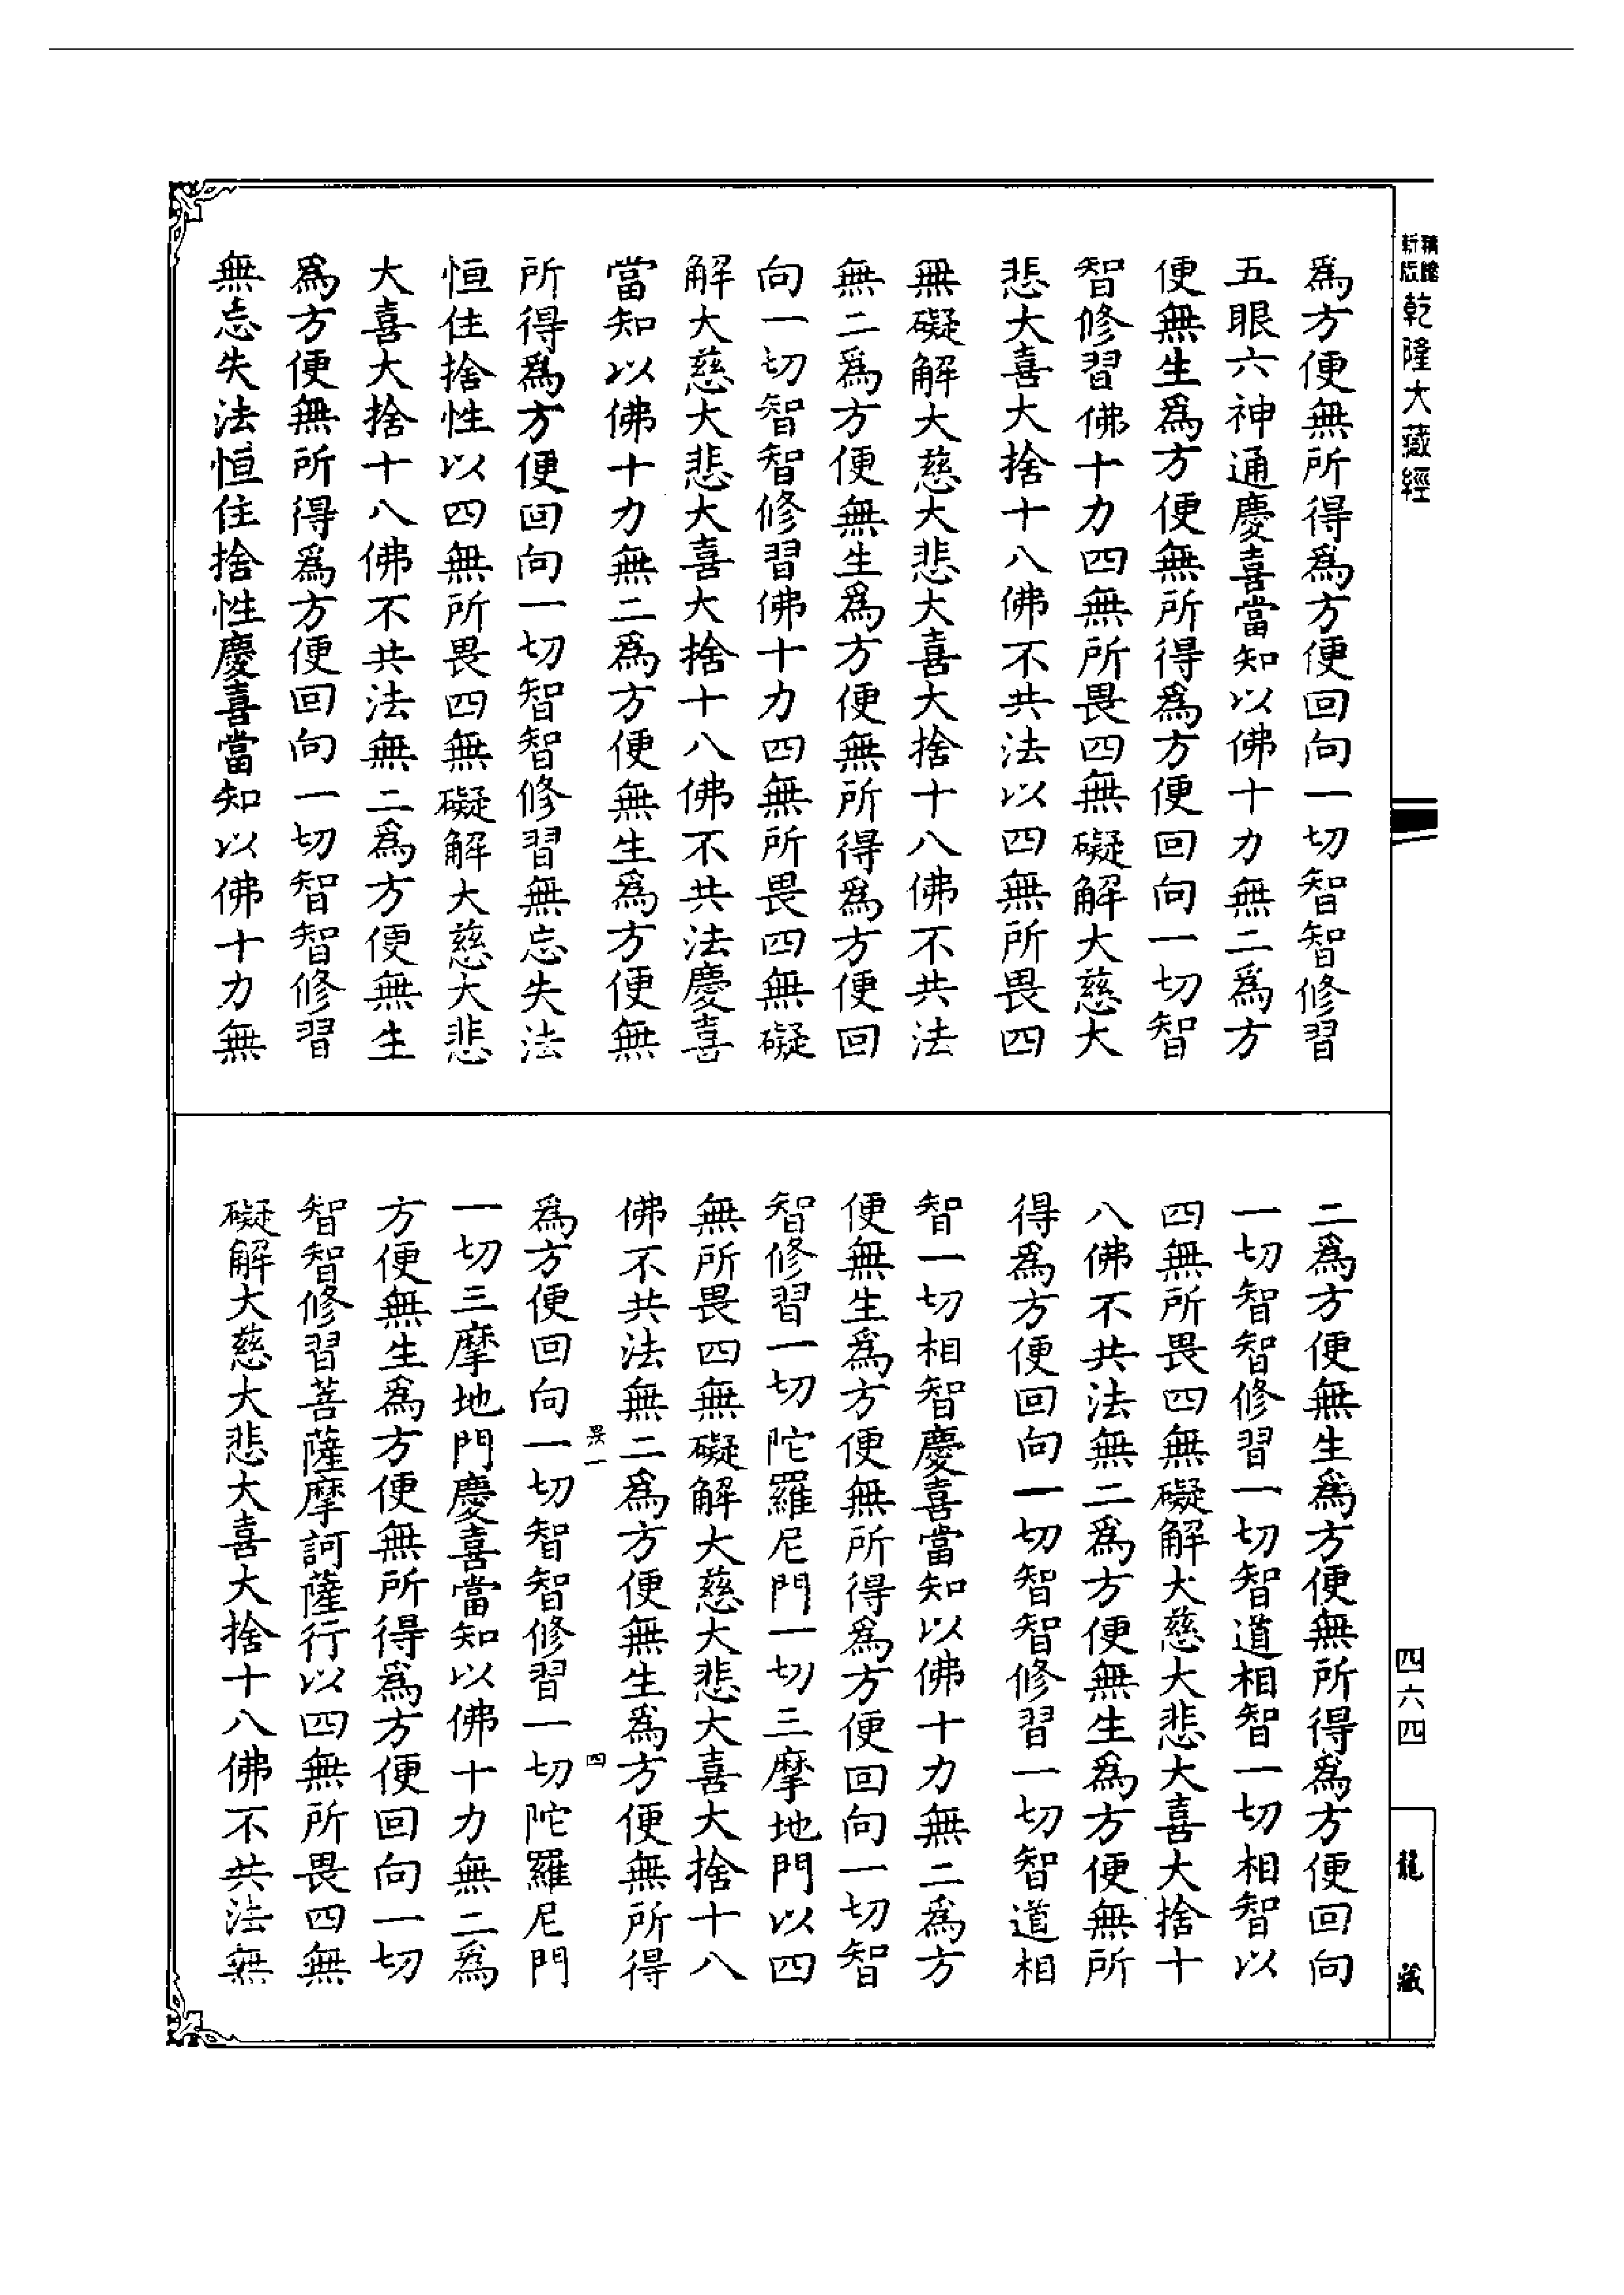 精緻
新版
乾隆大藏經
爲方便無所得爲方便回向一切智智修習
五眼六神通慶喜當知以佛十力無二爲方
便無生爲方便無所得爲方便回向一切智
智修習佛十力四無所畏四無礙解大慈大
悲大喜大捨十八佛不共法以四無所畏四
無礙解大慈大悲大喜大捨十八佛不共法
無二爲方便無生爲方便無所得爲方便回
向一切智智修習佛十力四無所畏四無礙
解大慈大悲大喜大捨十八佛不共法慶喜
當知以佛十力無二爲方便無生爲方便無
所得爲方便回向一切智智修習無忘失法
恒住捨性以四無所畏四無礙解大慈大悲
大喜大捨十八佛不共法無二爲方便無生
爲方便無所得爲方便回向一切智智修習
無忘失法恒住捨性慶喜當知以佛十力無
二爲方便無生爲方便無所得爲方便回向
一切智智修習一切智道相智一切相智以
四無所畏四無礙解大慈大悲大喜大捨十
八佛不共法無二爲方便無生爲方便無所
得爲方便回向一切智智修習一切智道相
智一切相智慶喜當知以佛十力無二爲方
便無生爲方便無所得爲方便回向一切智
智修習一切陀羅尼門一切三摩地門以四
無所畏四無礙解大慈大悲大喜大捨十八
佛不共法無二爲方便無生爲方便無所得
四
爲方便回向一切智智修習一切陀羅尼門
一切三摩地門慶喜當知以佛十力無二爲
方便無生爲方便無所得爲方便回向一切
智智修習菩薩摩訶薩行以四無所畏四無
礙解大慈大悲大喜大捨十八佛不共法無
四六四
龍藏